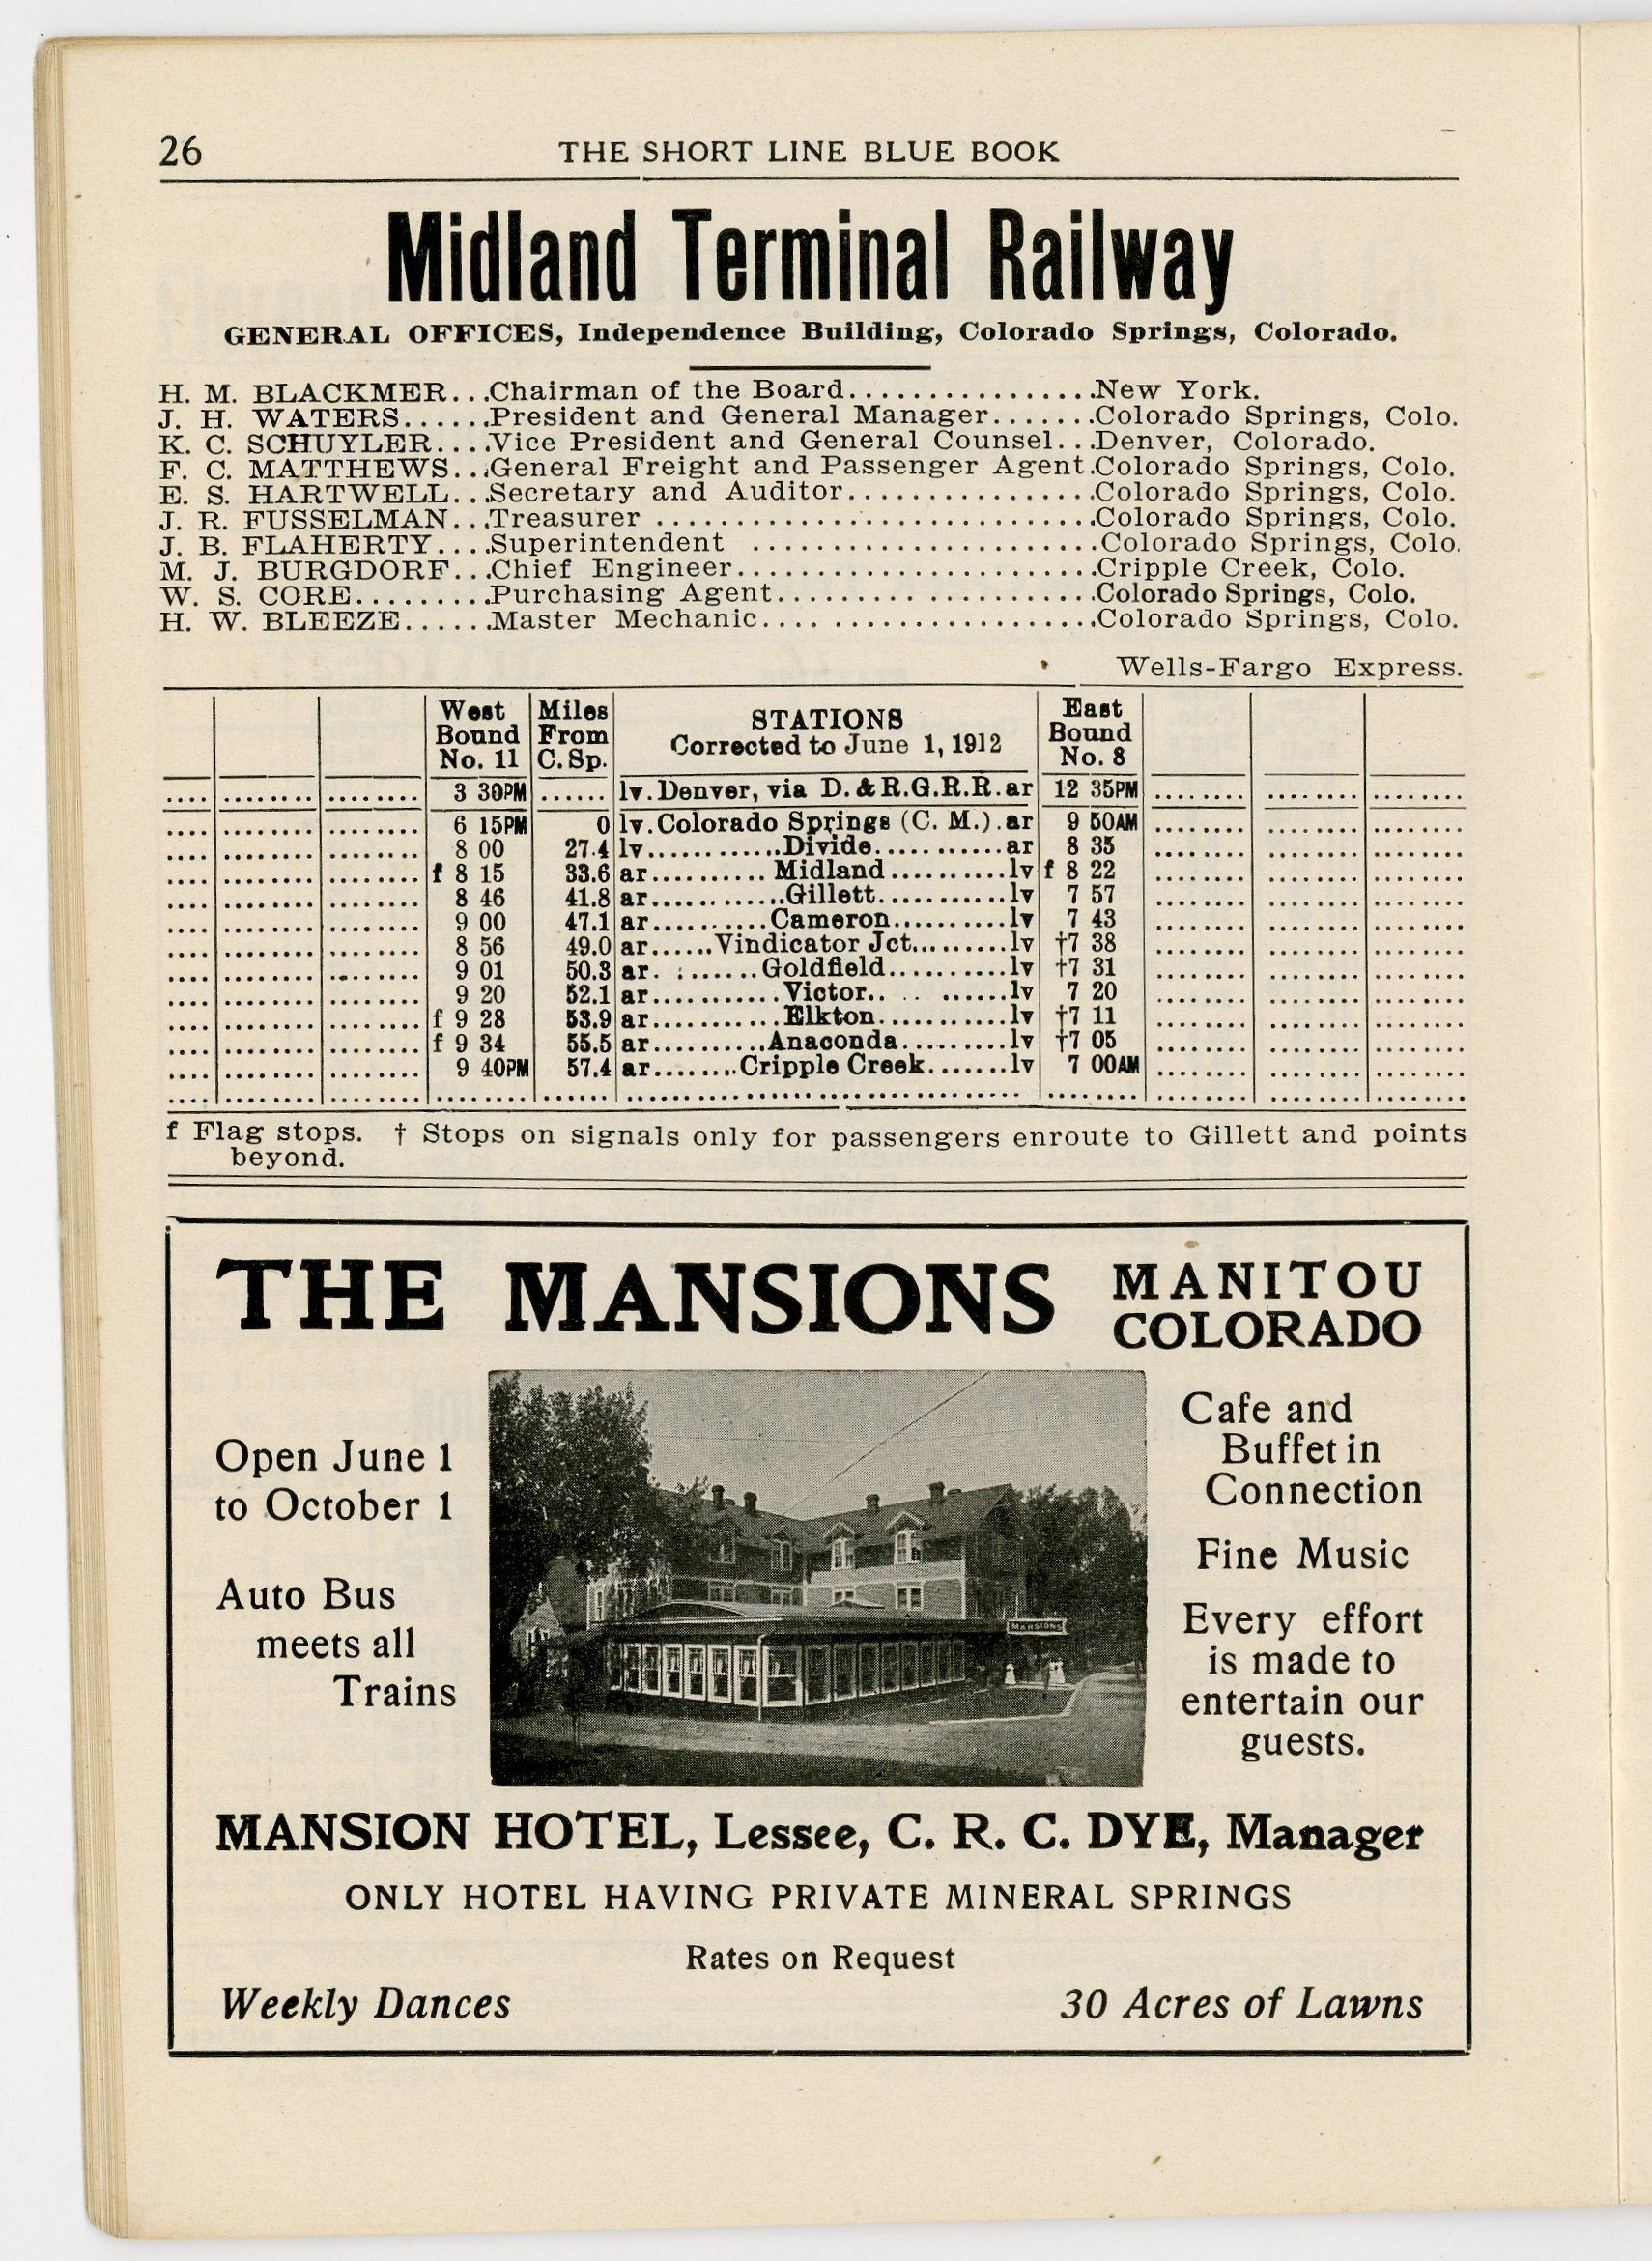 26 THE SHORT LINE BLUE BOOK
Midland Terminal Railway
GENERAL OFFICES, Independence Building, Colorado Springs, Colorado.
H. M. BLACKMER...Chairman of the Board................New York.
J. H. WATERS......President and General Manager.......Colorado Springs, Colo.
K. C. SCHUYLER....Vice President and General Counsel...Denver, Colorado.
F. C. MATTHEWS...General Freight and Passenger Agent.Colorado Springs, Colo.
E. S. HARTWELL...Secretary and Auditor................Colorado Springs, Colo.
J. R. FUSSELMAN...Treasurer ............................Colorado Springs, Colo.
J. B. FLAHERTY....Superintendent ......................Colorado Springs, Colo.
M. J. BURGDORF...Chief Engineer.......................Cripple Creek, Colo.
W. S. CORE.........Purchasing Agent....................Colorado Springs, Colo.
H. W. BLEEZE......Master Mechanic.....................Colorado Springs, Colo.
Wells-Fargo Express.
West Bound No. 11 Miles From C. Sp. STATIONS Corrected to June 1, 1912 East Bound No. 8
3 30PM ...... lv. Denver, via D. & R. G. R. R. ar 12 35PM
6 15PM 0 lv. Colorado Springs (C. M.). ar 9 50AM
8 00 27.4 lv............Divide...........ar 8 35
f 8 15 33.6 ar.......... Midland ..........lv f 8 22
8 46 41.8 ar............Gillett...........lv 7 57
9 00 47.1 ar..........Cameron..........lv 7 43
8 56 49.0 ar......Vindicator Jct.........lv †7 38
9 01 50.3 ar. ........Goldfield..........lv †7 31
9 20 52.1 ar...........Victor.. .. ......lv 7 20
f 9 28 53.9 ar...........Elkton...........lv †7 11
f 9 34 55.5 ar..........Anaconda.........lv †7 05
9 40PM 57.4 ar........Cripple Creek.......lv 7 00AM
f Flag stops. † Stops on signals only for passengers enroute to Gillett and points
beyond.
THE MANSIONS MANITOU
COLORADO
Open June 1
to October 1
Auto Bus
meets all
Trains
MANSIONS
Cafe and
Buffet in
Connection
Fine Music
Every effort
is made to
entertain our
guests.
MANSION HOTEL, Lessee, C. R. C. DYE, Manager
ONLY HOTEL HAVING PRIVATE MINERAL SPRINGS
Rates on Request
Weekly Dances 30 Acres of Lawns